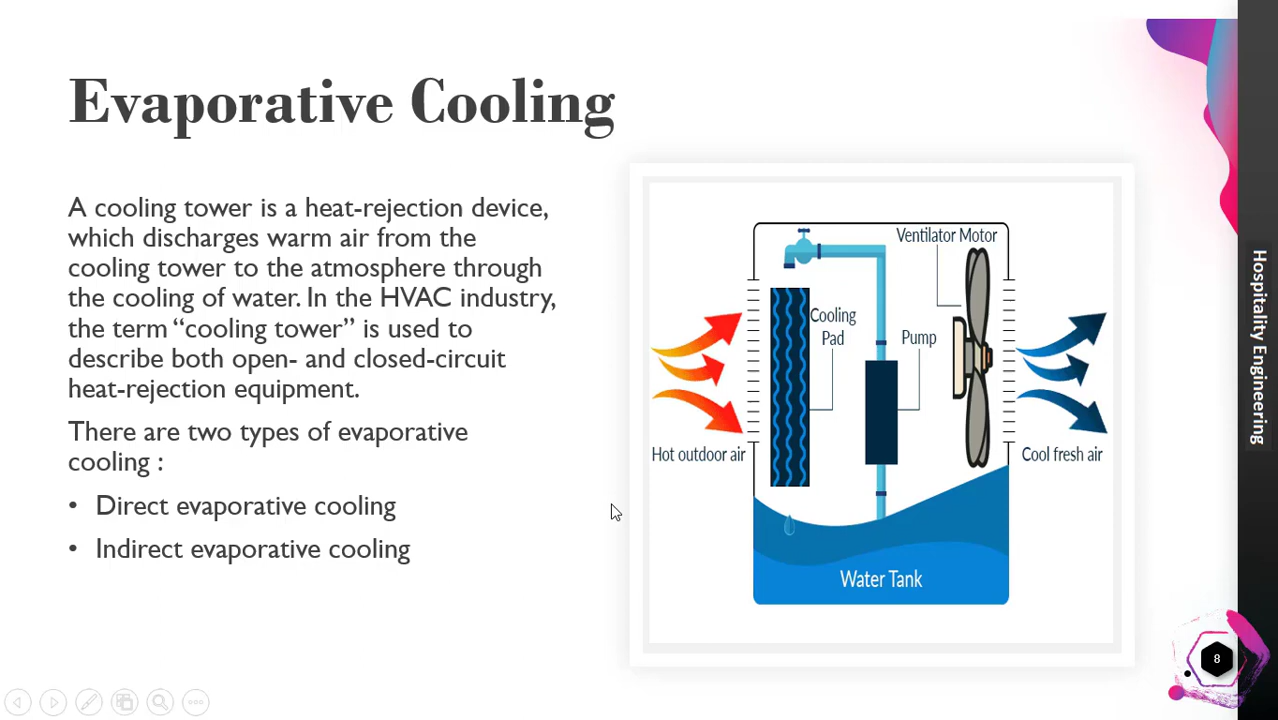 Evaporative Cooling
A cooling tower is a heat-rejection device,
which discharges warm air from the
cooling tower to the atmosphere through
the cooling of water. In the HVAC industry,
the term “cooling tower” is used to
describe both open- and closed-circuit
heat-rejection equipment.
There are two types of evaporative
cooling :
• Direct evaporative cooling
• Indirect evaporative cooling
Ventilator Motor
Cooling
Pad
Pump
Hot outdoor air
Cool fresh air
Water Tank
Hospitality Engineering
8